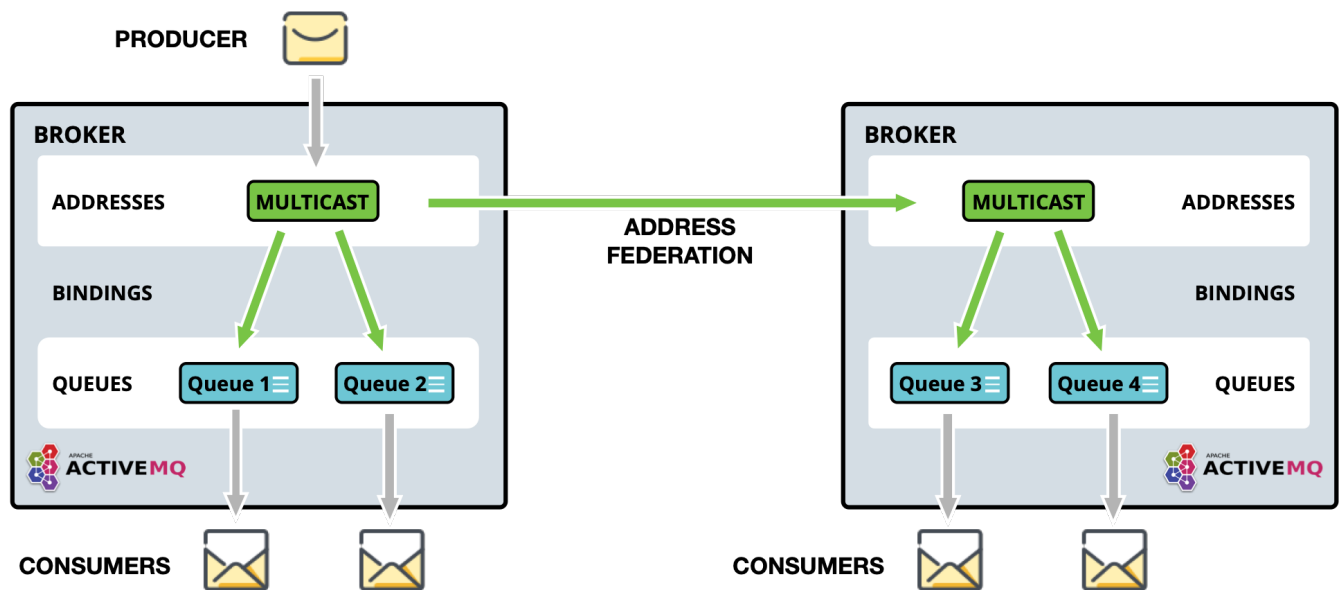 PRODUCER
BROKER
ADDRESSES
MULTICAST
BINDINGS
QUEUES
Queue 1
Queue 2
APACHE
ACTIVEMQ
CONSUMERS
ADDRESS
FEDERATION
BROKER
MULTICAST
ADDRESSES
BINDINGS
Queue 3
Queue 4
QUEUES
APACHE
ACTIVEMQ
CONSUMERS